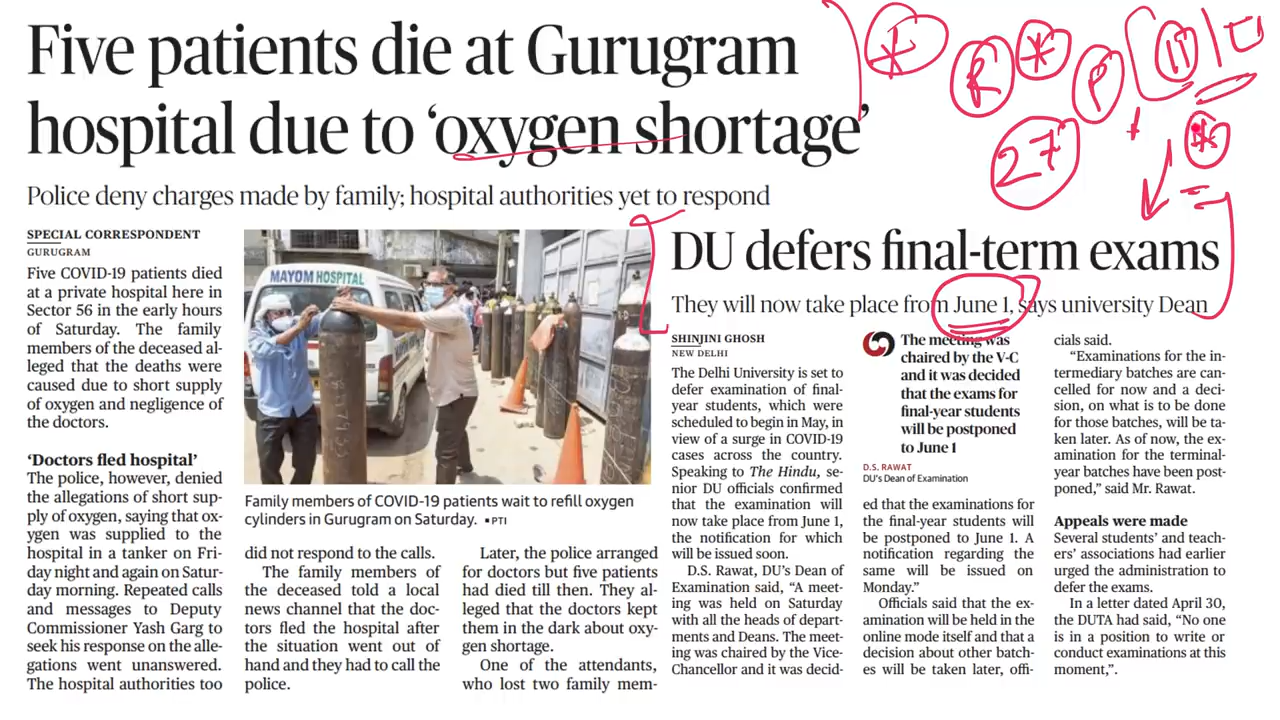 Five patients die at Gurugram
hospital due to ‘oxygen shortage’
Police deny charges made by family; hospital authorities yet to respond
SPECIAL CORRESPONDENT
GURUGRAM
Five COVID-19 patients died
at a private hospital here in
Sector 56 in the early hours
of Saturday. The family
members of the deceased al-
leged that the deaths were
caused due to short supply
of oxygen and negligence of
the doctors.
‘Doctors fled hospital’
The police, however, denied
the allegations of short sup-
ply of oxygen, saying that ox-
ygen was supplied to the
hospital in a tanker on Fri-
day night and again on Satur-
day morning. Repeated calls
and messages to Deputy
Commissioner Yash Garg to
seek his response on the alle-
gations went unanswered.
The hospital authorities too
MAYOM HOSPITAL
Family members of COVID-19 patients wait to refill oxygen
cylinders in Gurugram on Saturday. ▪PTI
did not respond to the calls.
The family members of
the deceased told a local
news channel that the doc-
tors fled the hospital after
the situation went out of
hand and they had to call the
police.
Later, the police arranged
for doctors but five patients
had died till then. They al-
leged that the doctors kept
them in the dark about oxy-
gen shortage.
One of the attendants,
who lost two family mem-
R
P
11
27
DU defers final-term exams
They will now take place from June 1, says university Dean
SHINJINI GHOSH
NEW DELHI
The Delhi University is set to
defer examination of final-
year students, which were
scheduled to begin in May, in
view of a surge in COVID-19
cases across the country.
Speaking to The Hindu, se-
nior DU officials confirmed
that the examination will
now take place from June 1,
the notification for which
will be issued soon.
D.S. Rawat, DU’s Dean of
Examination said, “A meet-
ing was held on Saturday
with all the heads of depart-
ments and Deans. The meet-
ing was chaired by the Vice-
Chancellor and it was decid-
The meeting was
chaired by the V-C
and it was decided
that the exams for
final-year students
will be postponed
to June 1
D.S. RAWAT
DU’s Dean of Examination
ed that the examinations for
the final-year students will
be postponed to June 1. A
notification regarding the
same will be issued on
Monday.”
Officials said that the ex-
amination will be held in the
online mode itself and that a
decision about other batch-
es will be taken later, offi-
cials said.
“Examinations for the in-
termediary batches are can-
celled for now and a deci-
sion, on what is to be done
for those batches, will be ta-
ken later. As of now, the ex-
amination for the terminal-
year batches have been post-
poned,” said Mr. Rawat.
Appeals were made
Several students’ and teach-
ers’ associations had earlier
urged the administration to
defer the exams.
In a letter dated April 30,
the DUTA had said, “No one
is in a position to write or
conduct examinations at this
moment,”.